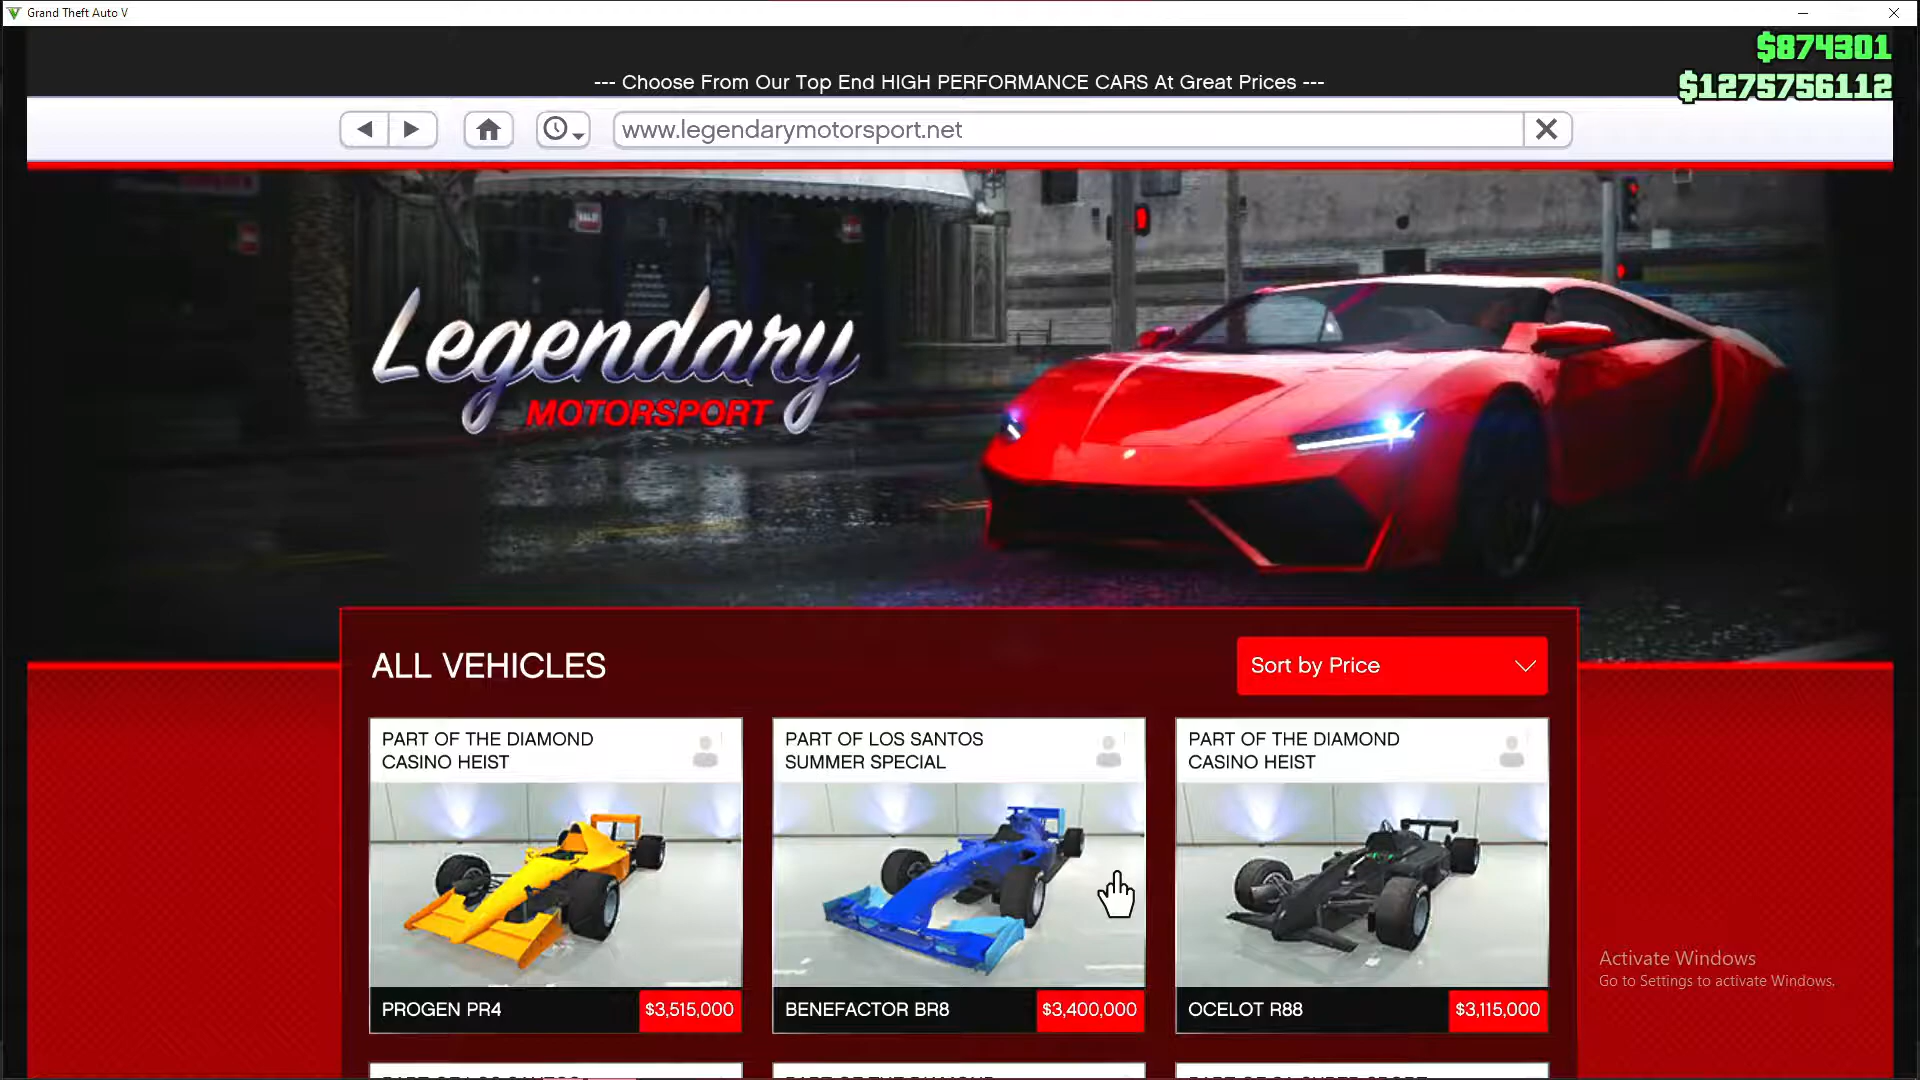 Grand Theft Auto V
$874301
--- Choose From Our Top End HIGH PERFORMANCE CARS At Great Prices ---
$1275756112
www.legendarymotorsport.net
Legendary
MOTORSPORT
ALL VEHICLES
Sort by Price
PART OF THE DIAMOND
CASINO HEIST
PROGEN PR4
$3,515,000
PART OF LOS SANTOS
SUMMER SPECIAL
BENEFACTOR BR8
$3,400,000
PART OF THE DIAMOND
CASINO HEIST
OCELOT R88
$3,115,000
Activate Windows
Go to Settings to activate Windows.